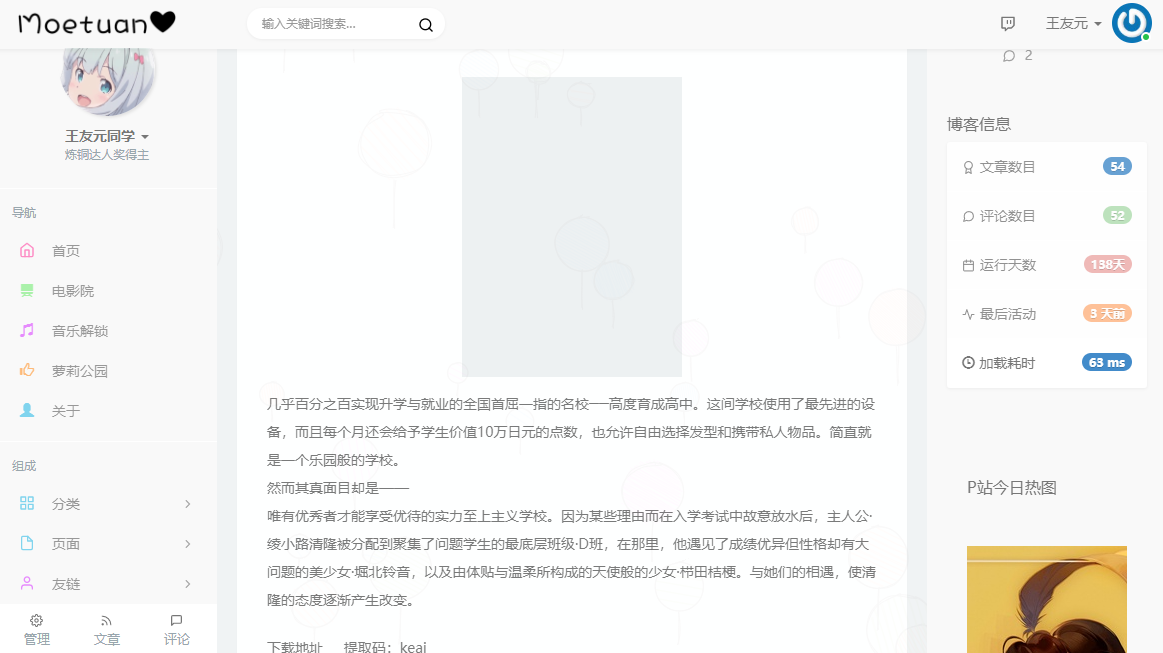 Moetuan
输入关键词搜索...
王友元
王友元同学
炼铜达人奖得主
导航
首页
电影院
音乐解锁
萝莉公园
关于
组成
分类
页面
友链
管理
文章
评论
几乎百分之百实现升学与就业的全国首屈一指的名校──高度育成高中。这间学校使用了最先进的设
备，而且每个月还会给予学生价值10万日元的点数，也允许自由选择发型和携带私人物品。简直就
是一个乐园般的学校。
然而其真面目却是——
唯有优秀者才能享受优待的实力至上主义学校。因为某些理由而在入学考试中故意放水后，主人公·
绫小路清隆被分配到聚集了问题学生的最底层班级·D班，在那里，他遇见了成绩优异但性格却有大
问题的美少女·堀北铃音，以及由体贴与温柔所构成的天使般的少女·栉田桔梗。与她们的相遇，使清
隆的态度逐渐产生改变。
下载地址 提取码：keai
2
博客信息
文章数目 54
评论数目 52
运行天数 138天
最后活动 3 天前
加载耗时 63 ms
P站今日热图